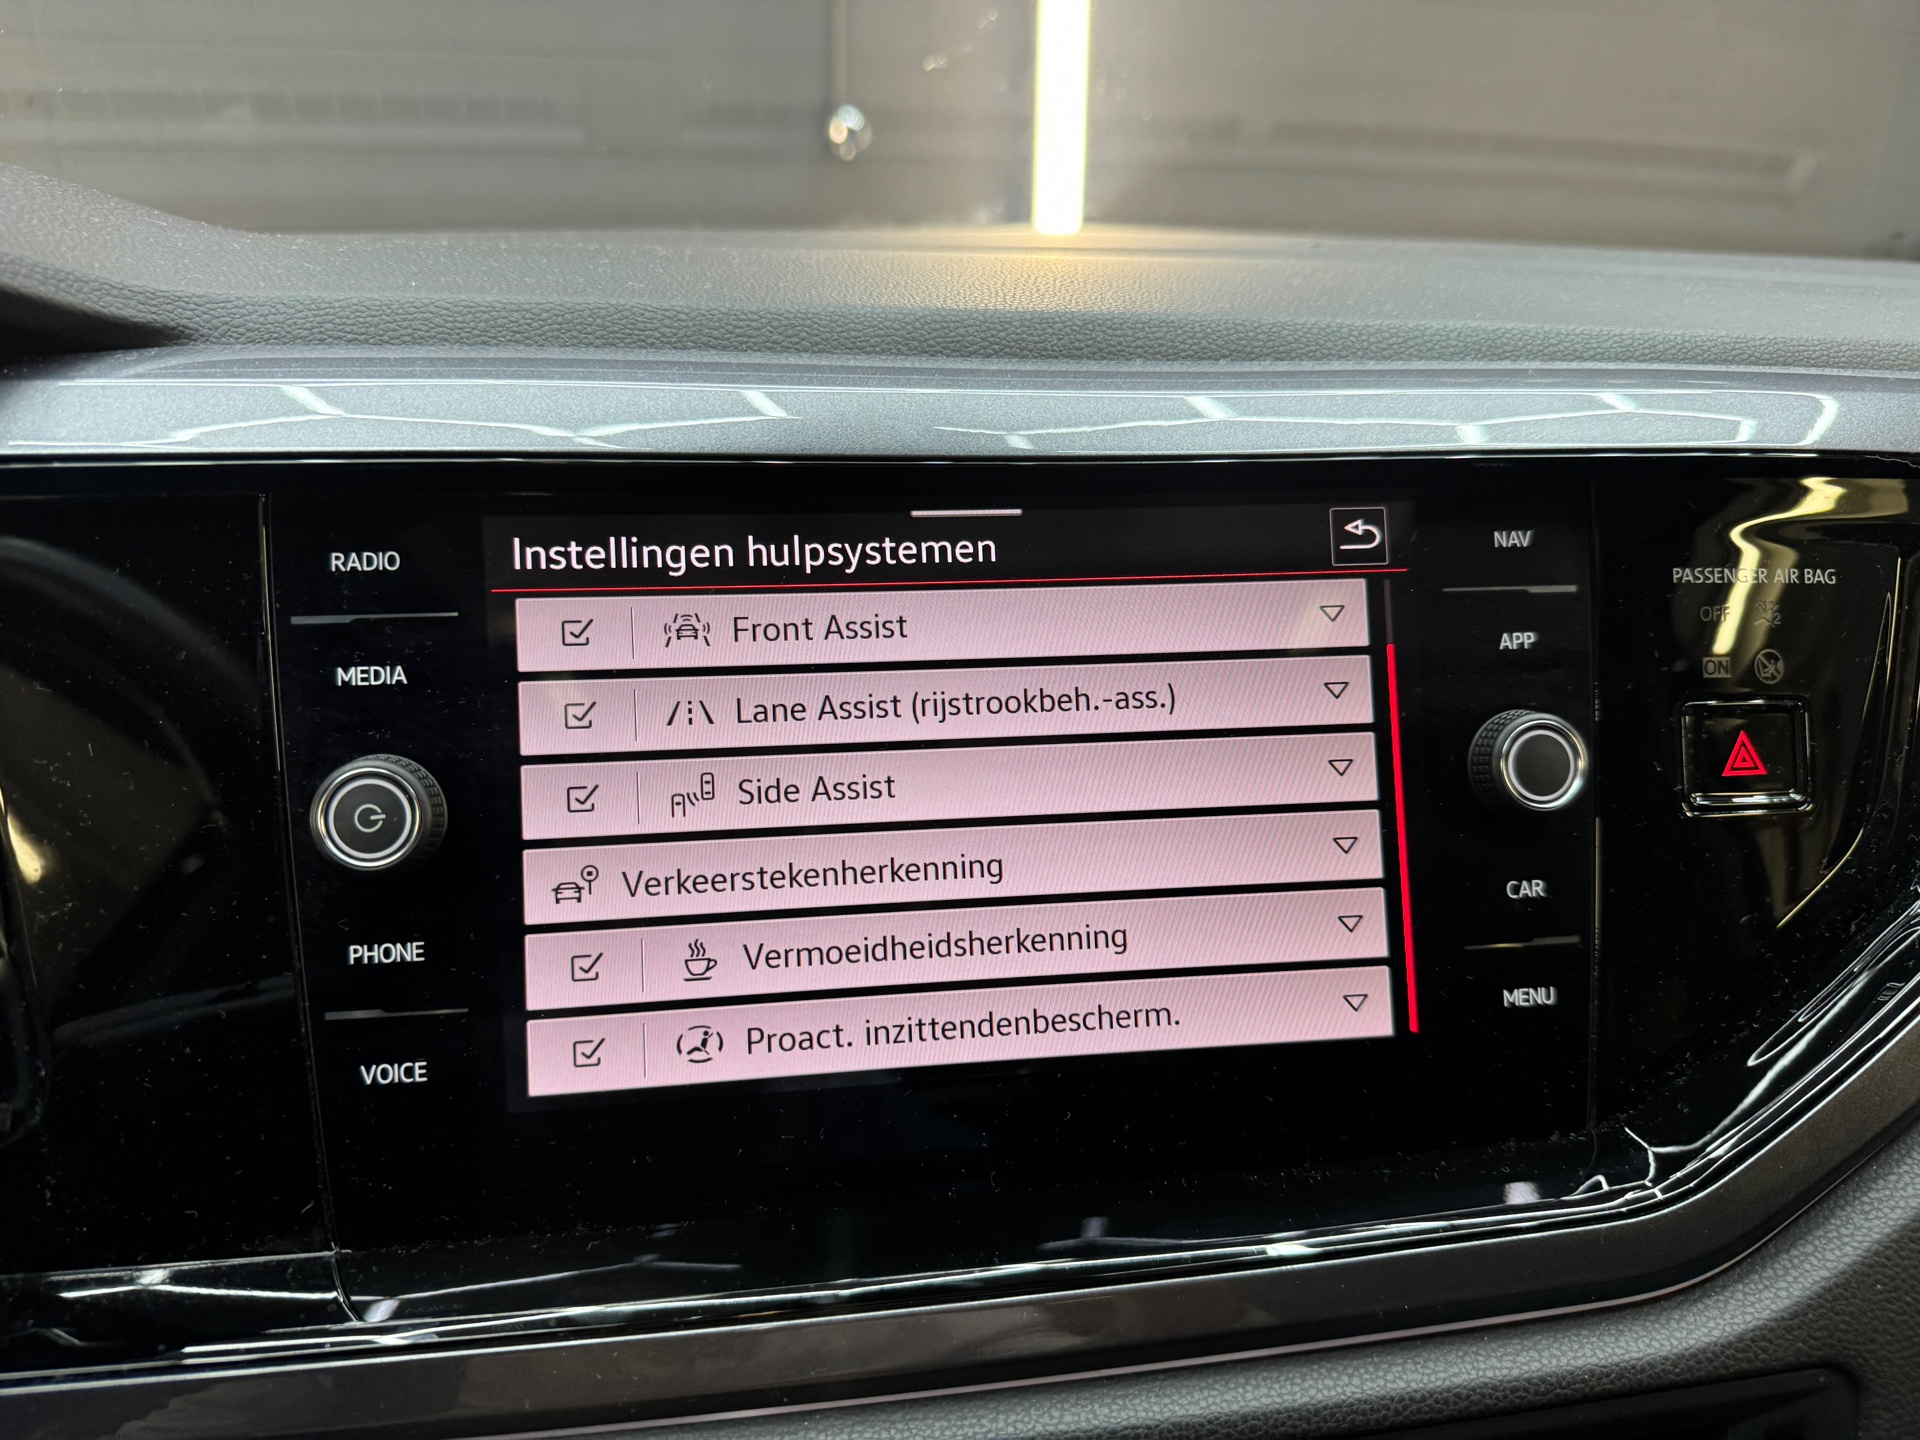 RADIO
MEDIA
PHONE
VOICE
Instellingen hulpsystemen
Front Assist
Lane Assist (rijstrookbeh.-ass.)
Side Assist
Verkeerstekenherkenning
Vermoeidheidsherkenning
Proact. inzittendenbescherm.
NAV
APP
CAR
MENU
PASSENGER AIR BAG
OFF
ON